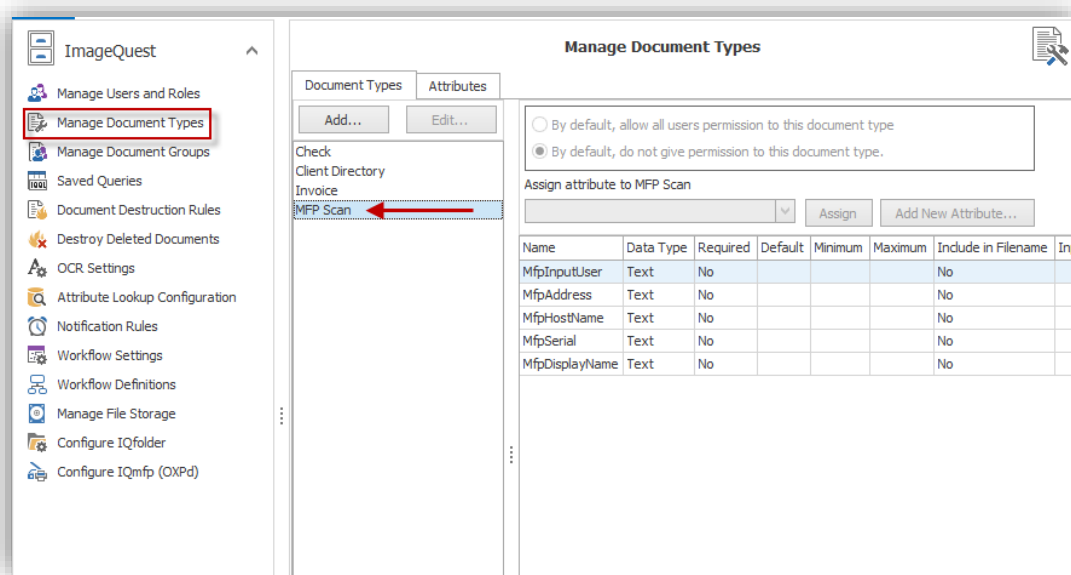 ImageQuest
Manage Users and Roles
Manage Document Types
Manage Document Groups
Saved Queries
Document Destruction Rules
Destroy Deleted Documents
OCR Settings
Attribute Lookup Configuration
Notification Rules
Workflow Settings
Workflow Definitions
Manage File Storage
Configure IQfolder
Configure IQmfp (OXPd)
Manage Document Types
Document Types Attributes
Add... Edit...
Check
Client Directory
Invoice
MFP Scan
By default, allow all users permission to this document type
By default, do not give permission to this document type.
Assign attribute to MFP Scan
Assign Add New Attribute...
Name Data Type Required Default Minimum Maximum Include in Filename
MfpInputUser Text No No
MfpAddress Text No No
MfpHostName Text No No
MfpSerial Text No No
MfpDisplayName Text No No